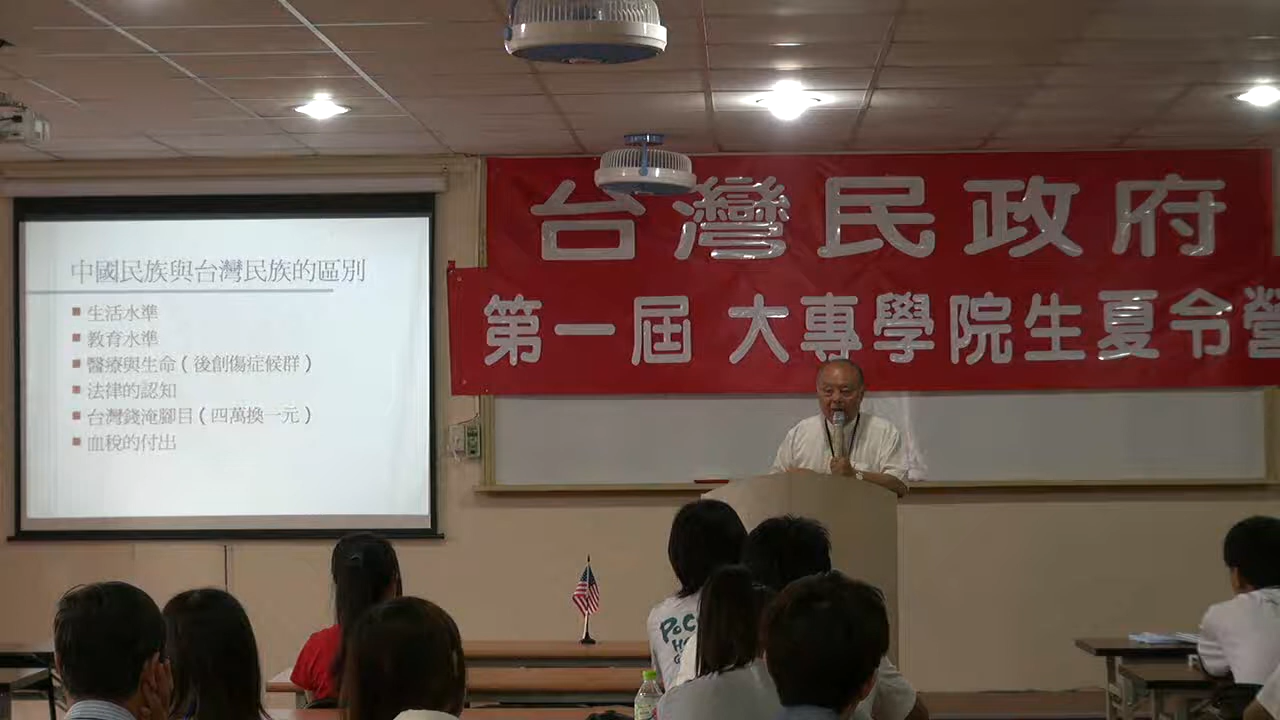 中國民族與台灣民族的區別
生活水準
教育水準
醫療與生命（後創傷症候群）
法律的認知
台灣錢淹腳目（四萬換一元）
血稅的付出
台灣民政府
第一屆 大專學院生夏令營